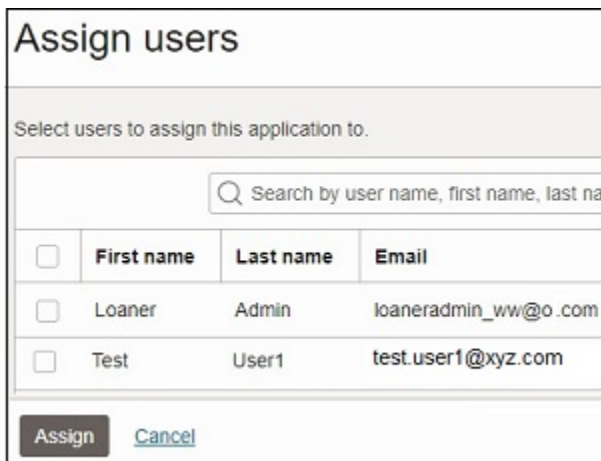 Assign users
Select users to assign this application to.
Search by user name, first name, last na
First name Last name Email
Loaner Admin loaneradmin_ww@o.com
Test User1 test.user1@xyz.com
Assign Cancel